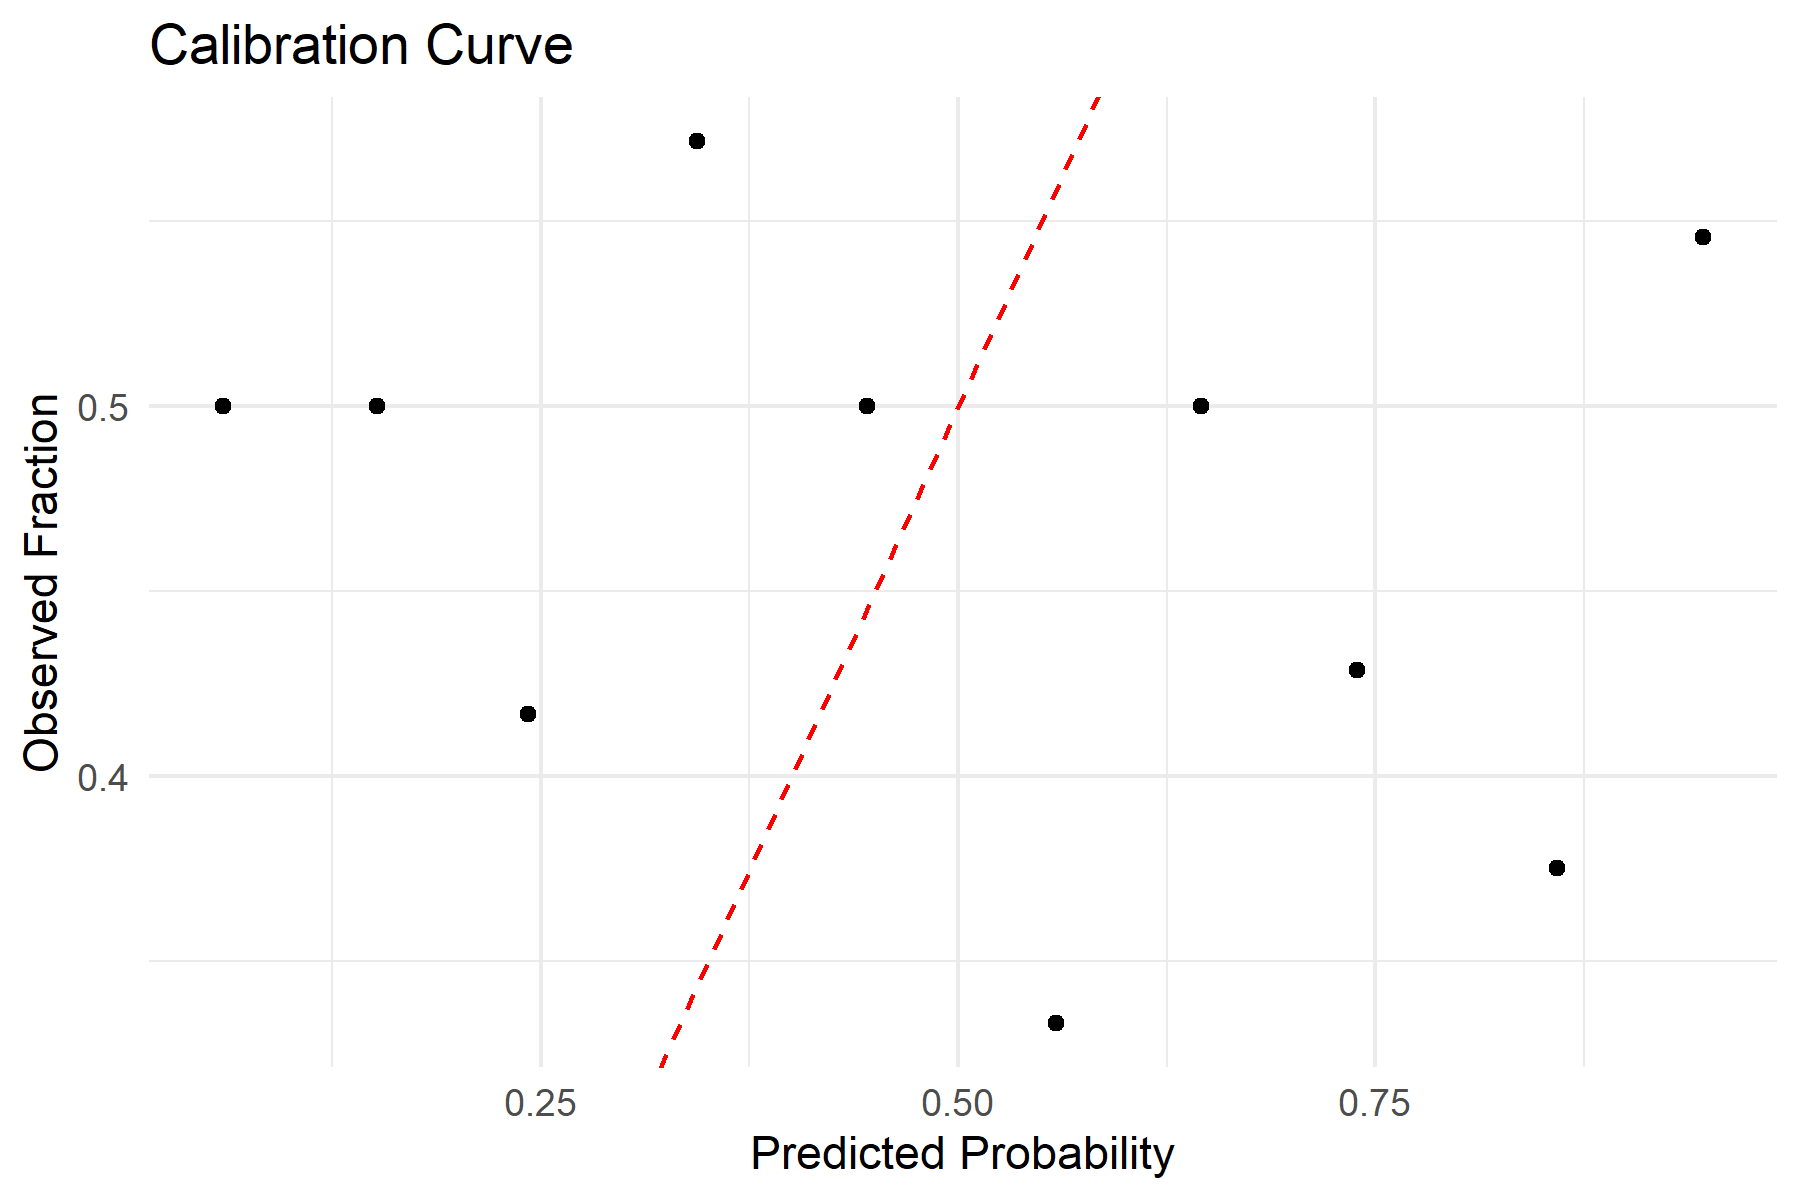 Calibration Curve
Observed Fraction
0.5
0.4
0.25 0.50 0.75
Predicted Probability